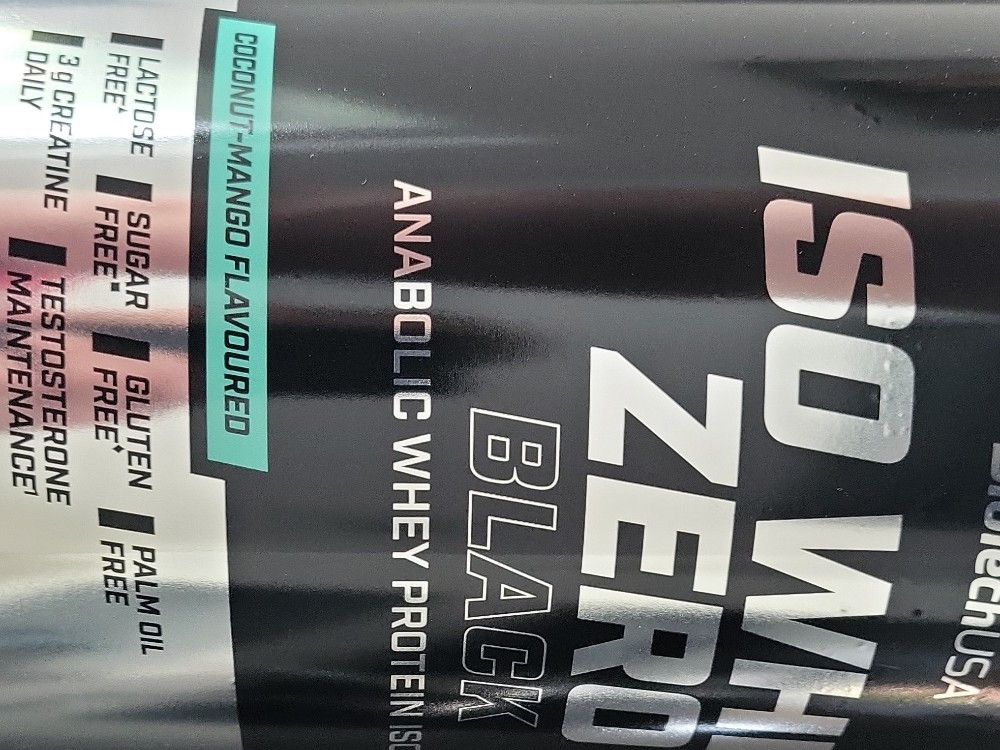 BioTechUSA
ISO WH
ZERO
BLACK
ANABOLIC WHEY PROTEIN ISO
COCONUT-MANGO FLAVOURED
LACTOSE
FREE▲
SUGAR
FREE■
GLUTEN
FREE♦
PALM OIL
FREE
3 g CREATINE
DAILY
TESTOSTERONE
MAINTENANCE¹